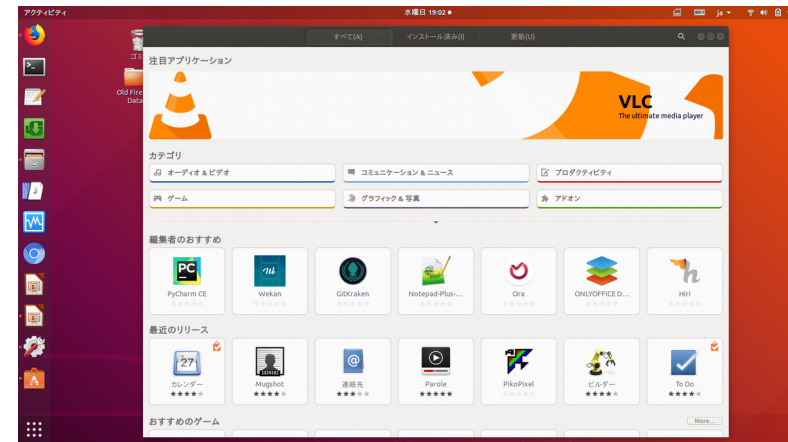 アクティビティ
水曜日 19:02
ja
ゴミ
Old Fire
Data
すべて(A)
インストール済み(I)
更新(U)
注目アプリケーション
VLC
The ultimate media player
カテゴリ
オーディオ & ビデオ
コミュニケーション & ニュース
プロダクティビティ
ゲーム
グラフィック & 写真
アドオン
編集者のおすすめ
PC
PyCharm CE
Wekan
GitKraken
Notepad-Plus-...
Ora
ONLYOFFICE D...
Hiri
最近のリリース
27
カレンダー
Mugshot
連絡先
Parole
PikoPixel
ビルダー
To Do
おすすめのゲーム
More...